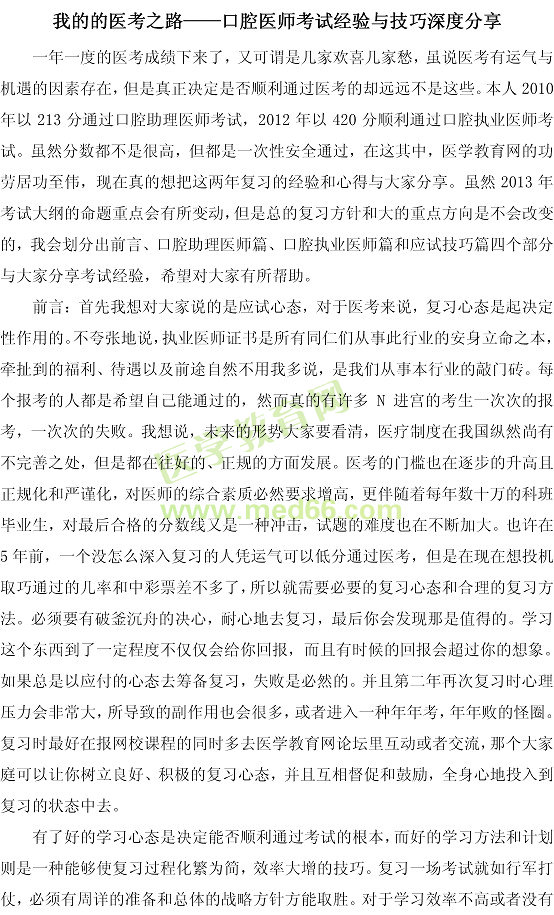 我的的医考之路——口腔医师考试经验与技巧深度分享
一年一度的医考成绩下来了，又可谓是几家欢喜几家愁，虽说医考有运气与
机遇的因素存在，但是真正决定是否顺利通过医考的却远远不是这些。本人 2010
年以 213 分通过口腔助理医师考试，2012 年以 420 分顺利通过口腔执业医师考
试。虽然分数都不是很高，但都是一次性安全通过，在这其中，医学教育网的功
劳居功至伟，现在真的想把这两年复习的经验和心得与大家分享。虽然 2013 年
考试大纲的命题重点会有所变动，但是总的复习方针和大的重点方向是不会改变
的，我会划分出前言、口腔助理医师篇、口腔执业医师篇和应试技巧篇四个部分
与大家分享考试经验，希望对大家有所帮助。
前言：首先我想对大家说的是应试心态，对于医考来说，复习心态是起决定
性作用的。不夸张地说，执业医师证书是所有同仁们从事此行业的安身立命之本，
牵扯到的福利、待遇以及前途自然不用我多说，是我们从事本行业的敲门砖。每
个报考的人都是希望自己能通过的，然而真的有许多 N 进宫的考生一次次的报
考，一次次的失败。我想说，未来的形势大家要看清，医疗制度在我国纵然尚有
不完善之处，但是都在往好的、正规的方面发展。医考的门槛也在逐步的升高且
正规化和严谨化，对医师的综合素质必然要求增高，更伴随着每年数十万的科班
毕业生，对最后合格的分数线又是一种冲击，试题的难度也在不断加大。也许在
5 年前，一个没怎么深入复习的人凭运气可以低分通过医考，但是在现在想投机
取巧通过的几率和中彩票差不多了，所以就需要必要的复习心态和合理的复习方
法。必须要有破釜沉舟的决心，耐心地去复习，最后你会发现那是值得的。学习
这个东西到了一定程度不仅仅会给你回报，而且有时候的回报会超过你的想象。
如果总是以应付的心态去筹备复习，失败是必然的。并且第二年再次复习时心理
压力会非常大，所导致的副作用也会很多，或者进入一种年年考，年年败的怪圈。
复习时最好在报网校课程的同时多去医学教育网论坛里互动或者交流，那个大家
庭可以让你树立良好、积极的复习心态，并且互相督促和鼓励，全身心地投入到
复习的状态中去。
有了好的学习心态是决定能否顺利通过考试的根本，而好的学习方法和计划
则是一种能够使复习过程化繁为简，效率大增的技巧。复习一场考试就如行军打
仗，必须有周详的准备和总体的战略方针方能取胜。对于学习效率不高或者没有
医学教育网
www.med66.com